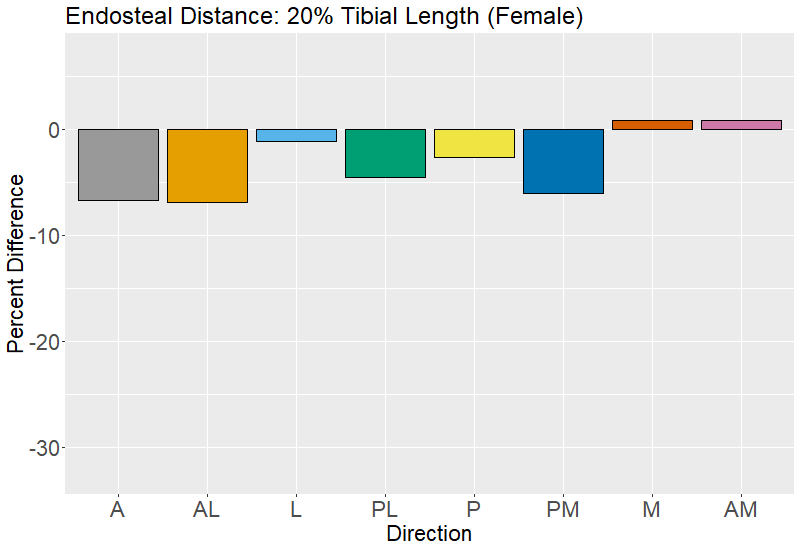 Endosteal Distance: 20% Tibial Length (Female)
Percent Difference
0
-10
-20
-30
A AL L PL P PM M AM
Direction